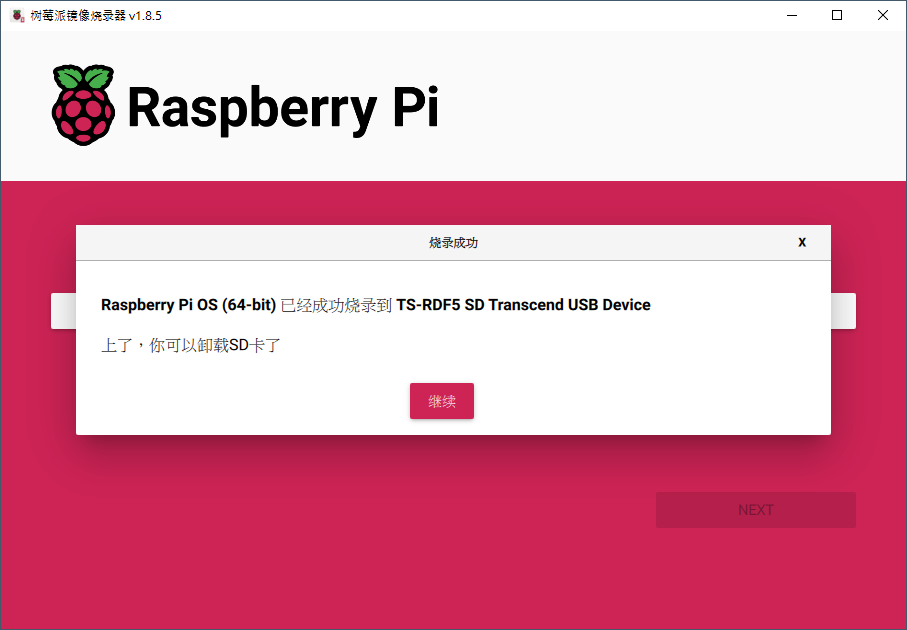 树莓派镜像烧录器 v1.8.5
Raspberry Pi
烧录成功
X
Raspberry Pi OS (64-bit) 已经成功烧录到 TS-RDF5 SD Transcend USB Device
上了，你可以卸载SD卡了
继续
NEXT